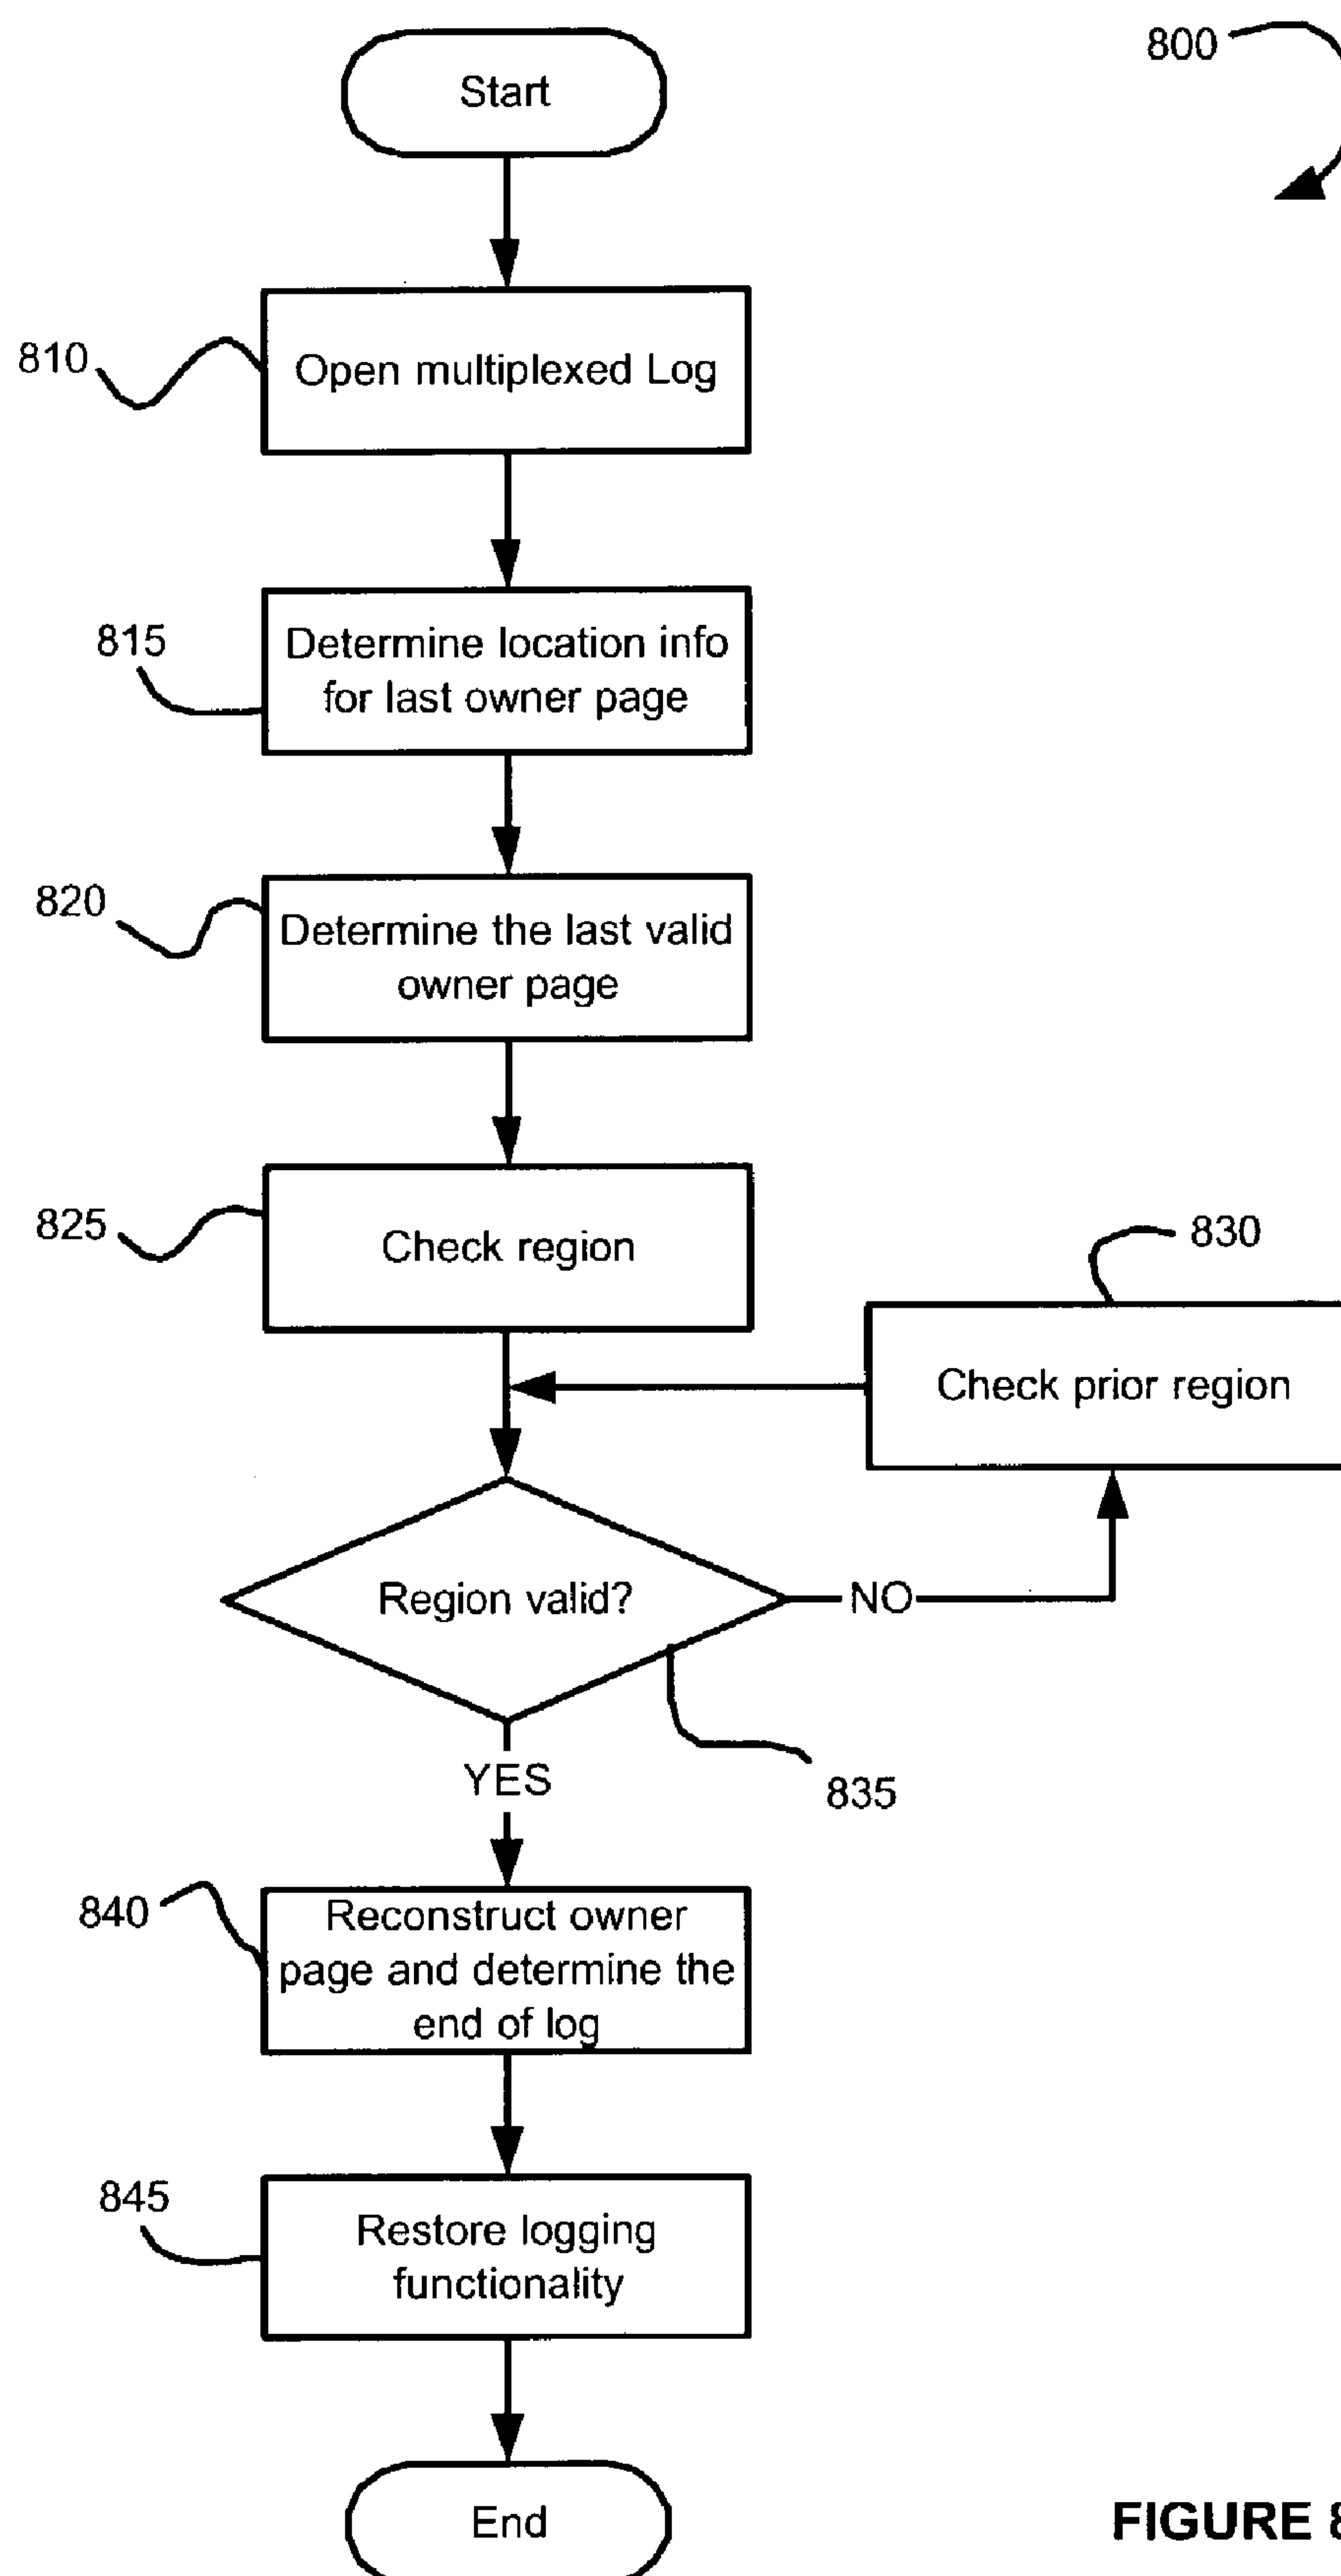 800
Start
810
Open multiplexed Log
815
Determine location info
for last owner page
820
Determine the last valid
owner page
825
Check region
830
Check prior region
Region valid?
NO
835
YES
840
Reconstruct owner
page and determine the
end of log
845
Restore logging
functionality
End
FIGURE 8